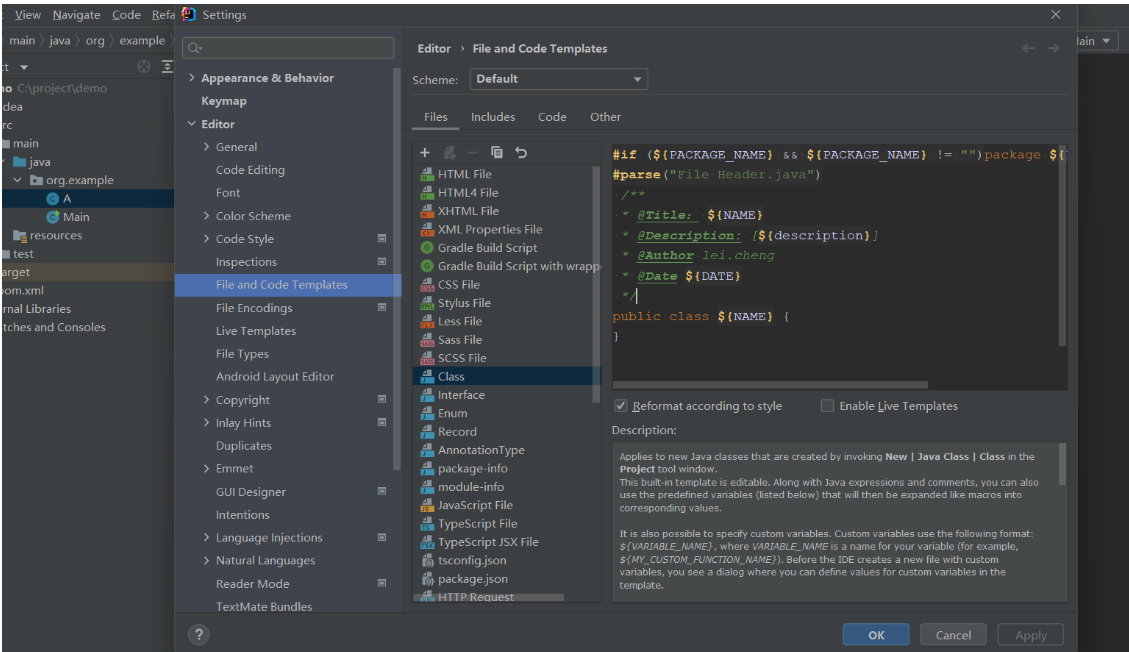 View Navigate Code Refa
Settings
main java org example
Main
Editor › File and Code Templates
Scheme: Default
Files Includes Code Other
C:\project\demo
main
java
org.example
A
Main
resources
test
External Libraries
Appearance & Behavior
Keymap
Editor
General
Code Editing
Font
Color Scheme
Code Style
Inspections
File and Code Templates
File Encodings
Live Templates
File Types
Android Layout Editor
Copyright
Inlay Hints
Duplicates
Emmet
GUI Designer
Intentions
Language Injections
Natural Languages
Reader Mode
TextMate Bundles
HTML File
HTML4 File
XHTML File
XML Properties File
Gradle Build Script
Gradle Build Script with wrapp
CSS File
Stylus File
Less File
Sass File
SCSS File
Class
Interface
Enum
Record
AnnotationType
package-info
module-info
JavaScript File
TypeScript File
TypeScript JSX File
tsconfig.json
package.json
HTTP Request
#if (${PACKAGE_NAME} && ${PACKAGE_NAME} != "")package ${
#parse("File Header.java")
/**
* @Title: ${NAME}
* @Description: [${description}]
* @Author lei.cheng
* @Date ${DATE}
*/
public class ${NAME} {
}
Reformat according to style Enable Live Templates
Description:
Applies to new Java classes that are created by invoking New | Java Class | Class in the
Project tool window.
This built-in template is editable. Along with Java expressions and comments, you can also
use the predefined variables (listed below) that will then be expanded like macros into
corresponding values.
It is also possible to specify custom variables. Custom variables use the following format:
${VARIABLE_NAME}, where VARIABLE_NAME is a name for your variable (for example,
${MY_CUSTOM_FUNCTION_NAME}). Before the IDE creates a new file with custom
variables, you see a dialog where you can define values for custom variables in the
template.
? OK Cancel Apply